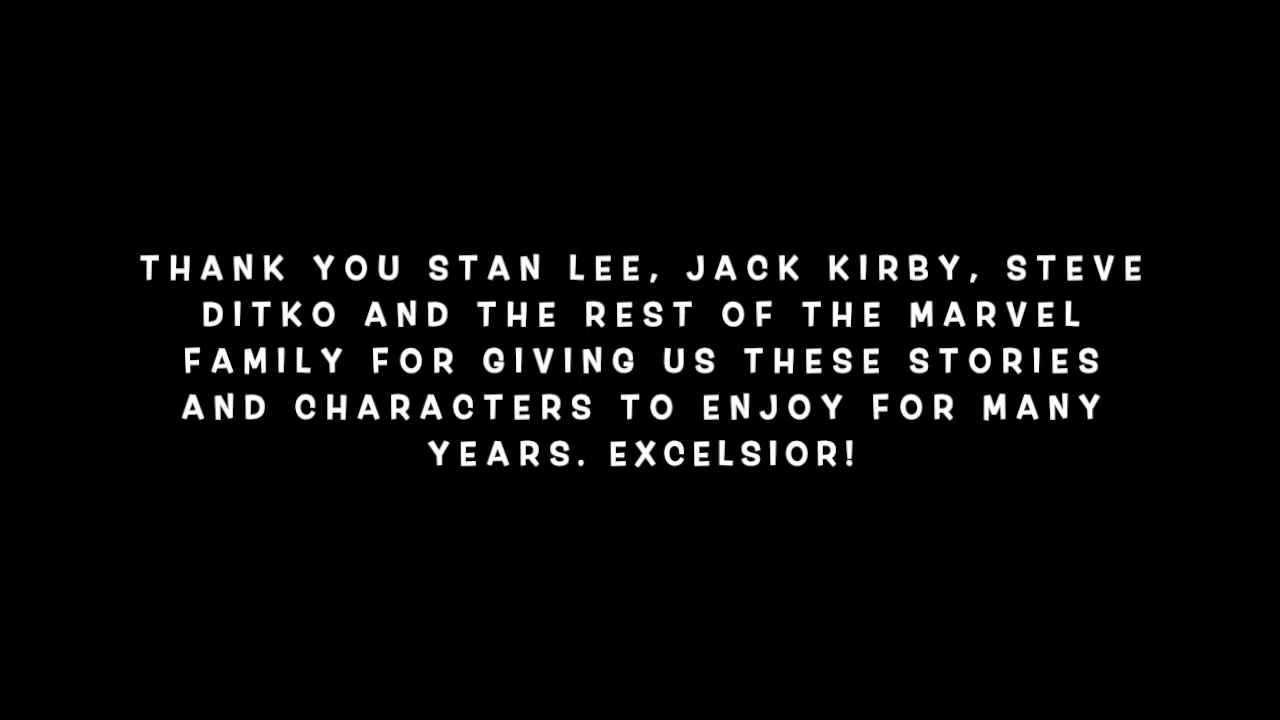 THANK YOU STAN LEE, JACK KIRBY, STEVE
DITKO AND THE REST OF THE MARVEL
FAMILY FOR GIVING US THESE STORIES
AND CHARACTERS TO ENJOY FOR MANY
YEARS. EXCELSIOR!